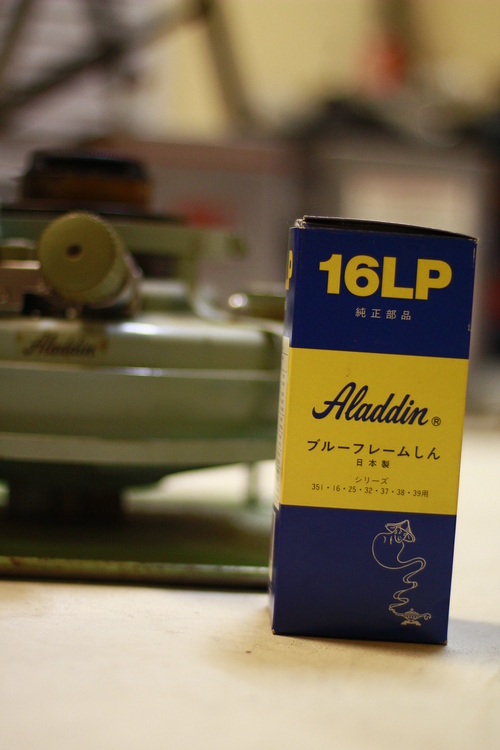 16LP
純正部品
Aladdin®
ブルーフレームしん
日本製
シリーズ
351・16・25・32・37・38・39用
Aladdin